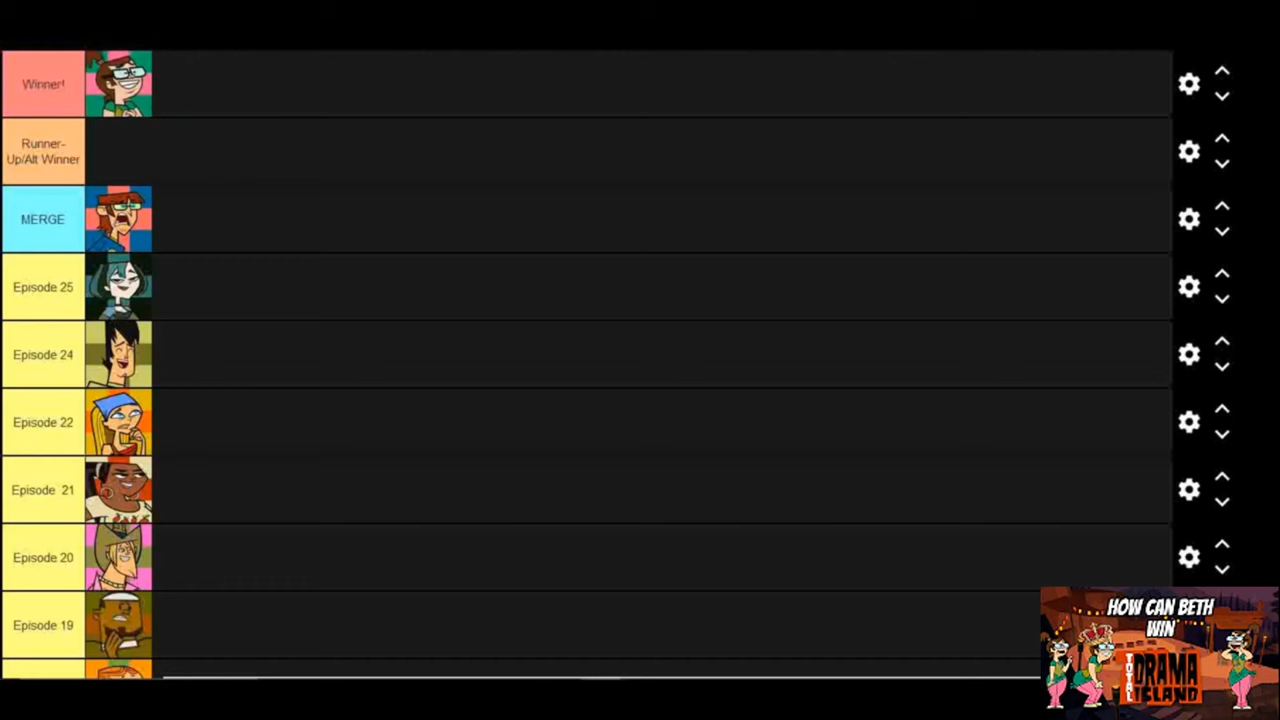 Winner!
Runner-
Up/Alt Winner
MERGE
Episode 25
Episode 24
Episode 22
Episode 21
Episode 20
Episode 19
HOW CAN BETH
WIN
TOTAL
DRAMA
ISLAND